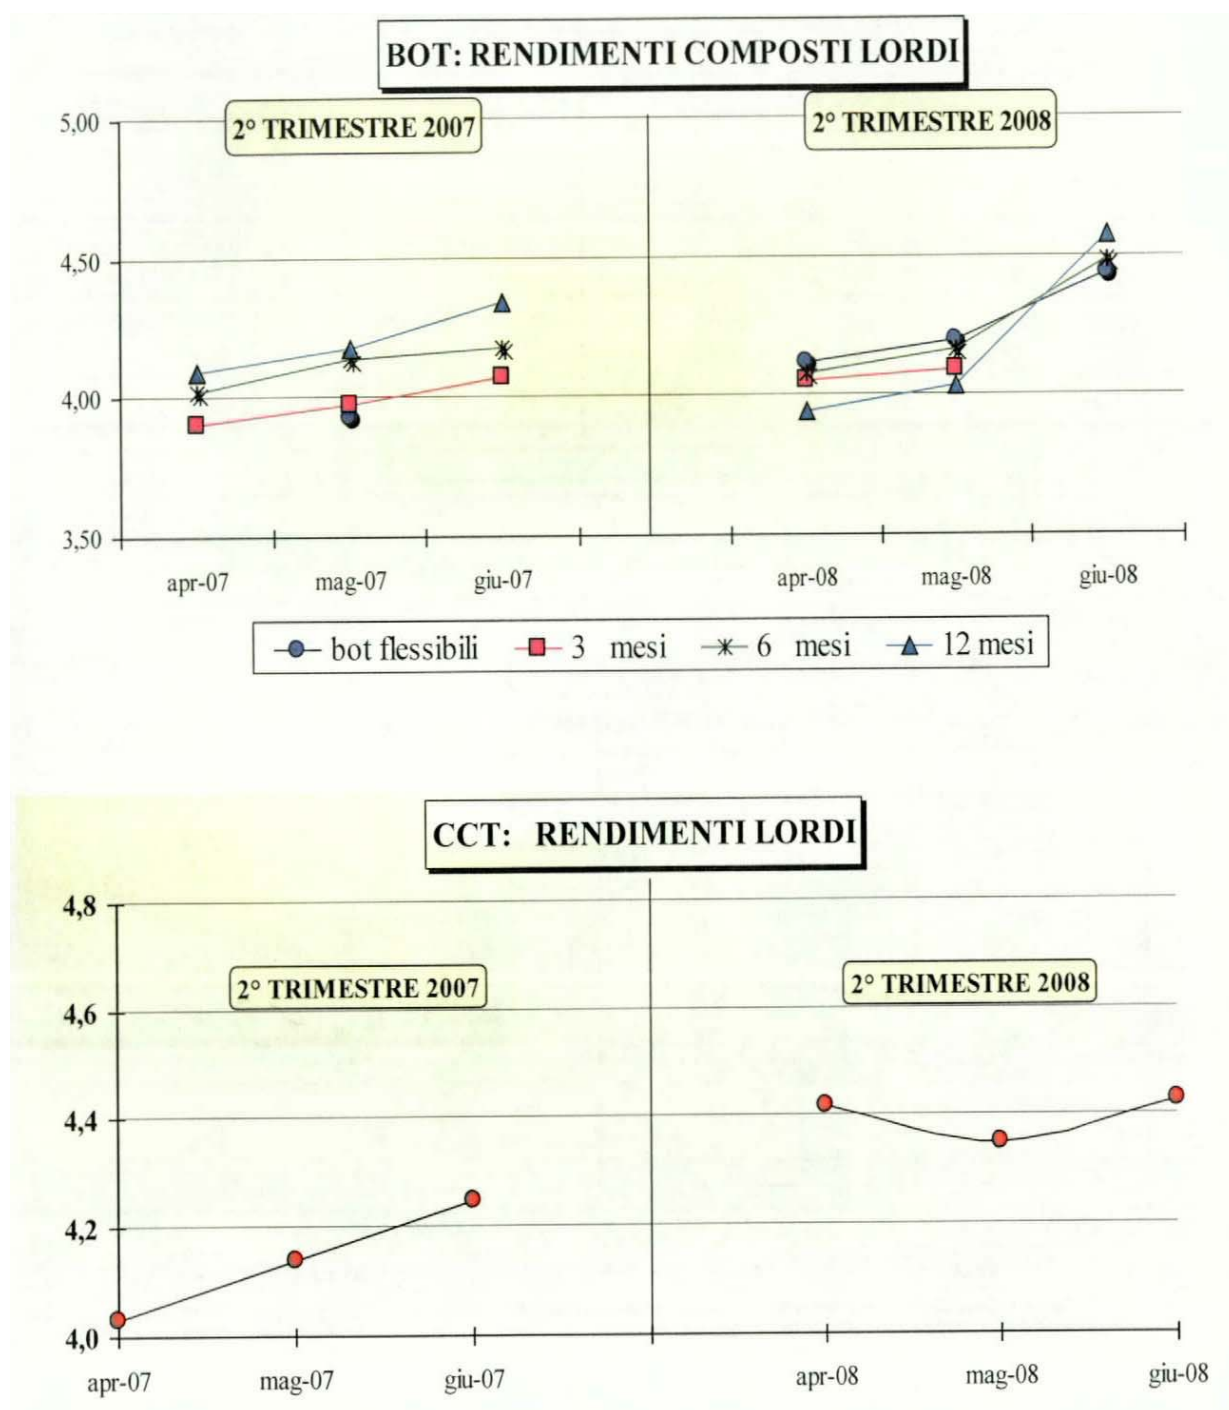 BOT: RENDIMENTI COMPOSTI LORDI
2° TRIMESTRE 2007
2° TRIMESTRE 2008
5,00
4,50
4,00
3,50
apr-07 mag-07 giu-07 apr-08 mag-08 giu-08
bot flessibili 3 mesi 6 mesi 12 mesi
CCT: RENDIMENTI LORDI
4,8
2° TRIMESTRE 2007
2° TRIMESTRE 2008
4,6
4,4
4,2
4,0
apr-07 mag-07 giu-07 apr-08 mag-08 giu-08